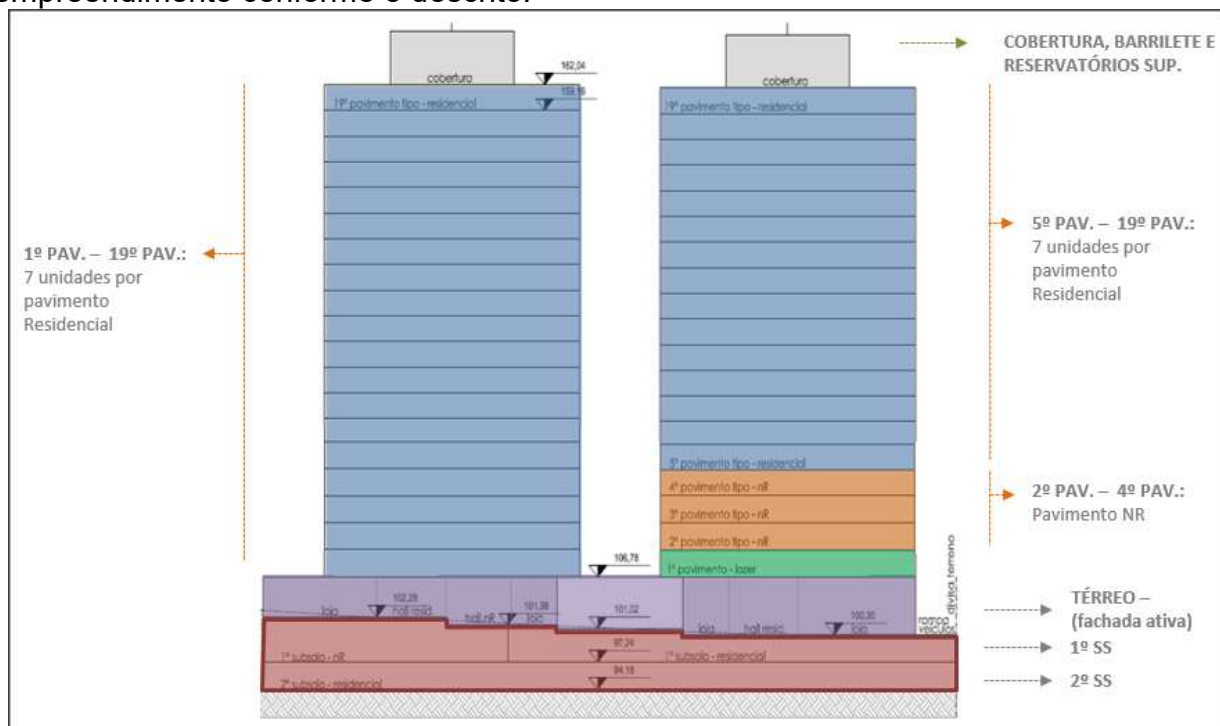 empreendimento conforme o descrito.
COBERTURA, BARRILETE E
RESERVATÓRIOS SUP.
cobertura
162,04
cobertura
19º pavimento tipo - residencial
159,16
19º pavimento tipo - residencial
1º PAV. – 19º PAV.:
7 unidades por
pavimento
Residencial
5º PAV. – 19º PAV.:
7 unidades por
pavimento
Residencial
5º pavimento tipo - residencial
4º pavimento tipo - nR
3º pavimento tipo - nR
2º pavimento tipo - nR
1º pavimento - lazer
2º PAV. – 4º PAV.:
Pavimento NR
106,78
divisa terreno
102,28
loja
hall resid.
101,38
hall nR
loja
101,02
loja
hall resid.
100,30
loja
rampa
veículos
TÉRREO –
(fachada ativa)
1º subsolo - nR
97,24
1º subsolo - residencial
1º SS
2º subsolo - residencial
94,18
2º SS